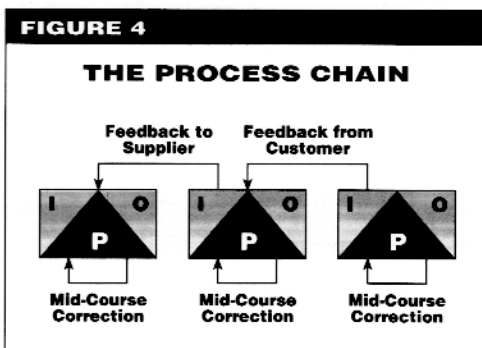 FIGURE 4
THE PROCESS CHAIN
Feedback to
Supplier
Feedback from
Customer
I O
P
I O
P
I O
P
Mid-Course
Correction
Mid-Course
Correction
Mid-Course
Correction